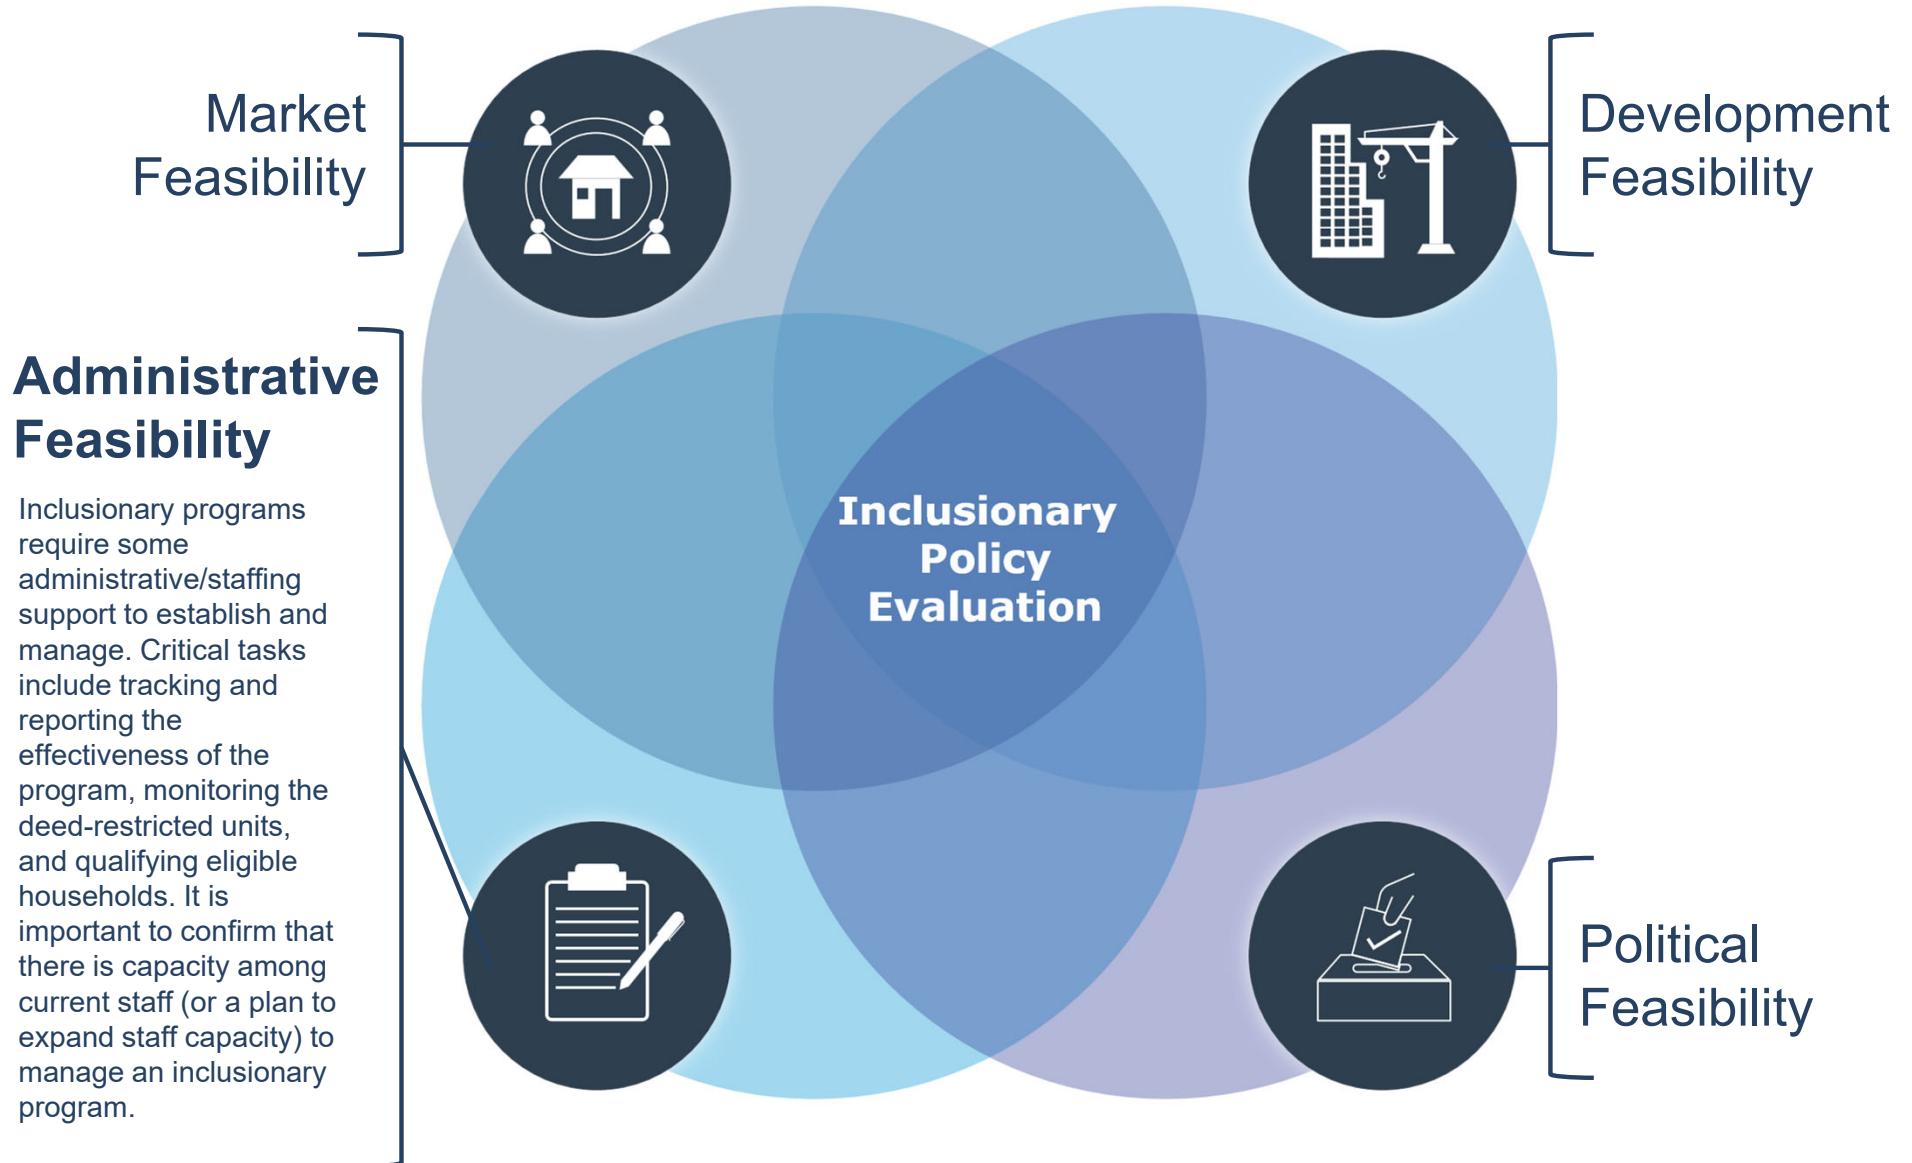 Market
Feasibility
Development
Feasibility
Administrative
Feasibility
Inclusionary programs
require some
administrative/staffing
support to establish and
manage. Critical tasks
include tracking and
reporting the
effectiveness of the
program, monitoring the
deed-restricted units,
and qualifying eligible
households. It is
important to confirm that
there is capacity among
current staff (or a plan to
expand staff capacity) to
manage an inclusionary
program.
Inclusionary
Policy
Evaluation
Political
Feasibility